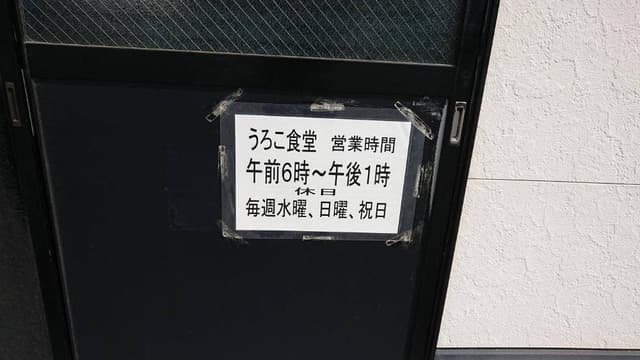 うろこ食堂 営業時間
午前6時～午後1時
休日
毎週水曜、日曜、祝日